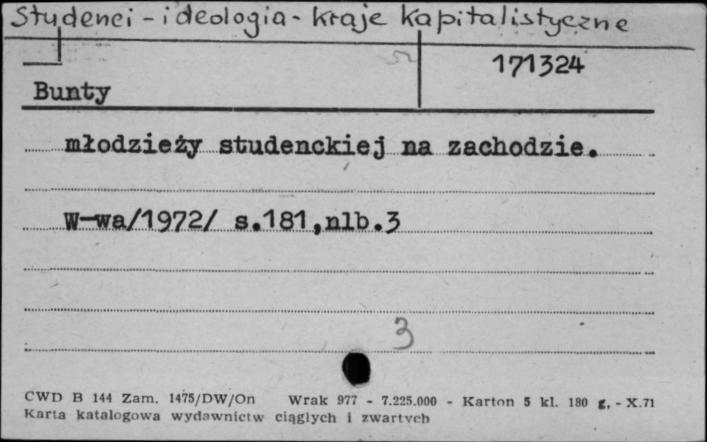 Studenci - ideologia - kraje kapitalistyczne
171324
Bunty
młodzieży studenckiej na zachodzie.
W-wa/1972/ s.181,nlb.3
3
CWD B 144 Zam. 1475/DW/On Wrak 977 - 7.225.000 - Karton 5 kl. 180 g. - X.71
Karta katalogowa wydawnictw ciągłych i zwartych